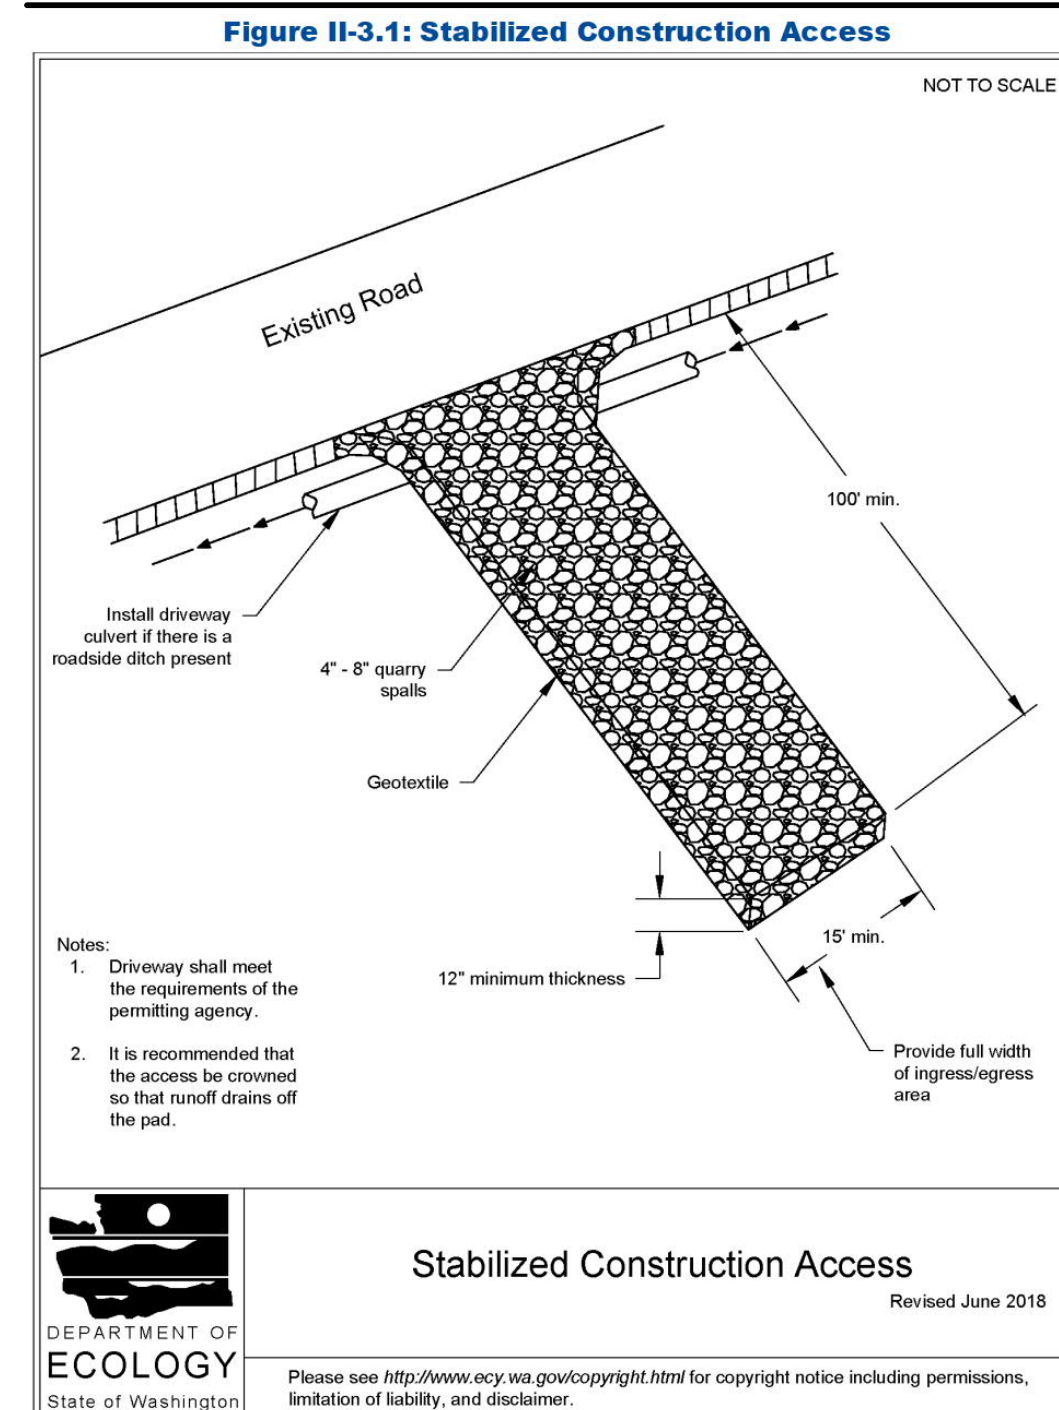 Figure II-3.1: Stabilized Construction Access
NOT TO SCALE
Existing Road
100' min.
Install driveway
culvert if there is a
roadside ditch present
4" - 8" quarry
spalls
Geotextile
15' min.
12" minimum thickness
Provide full width
of ingress/egress
area
Notes:
1. Driveway shall meet
the requirements of the
permitting agency.
2. It is recommended that
the access be crowned
so that runoff drains off
the pad.
DEPARTMENT OF
ECOLOGY
State of Washington
Stabilized Construction Access
Revised June 2018
Please see http://www.ecy.wa.gov/copyright.html for copyright notice including permissions,
limitation of liability, and disclaimer.